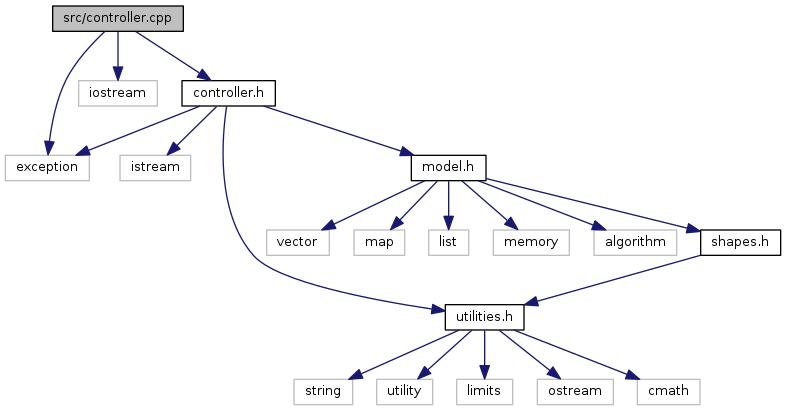 src/controller.cpp
iostream
controller.h
exception
istream
model.h
vector
map
list
memory
algorithm
shapes.h
utilities.h
string
utility
limits
ostream
cmath